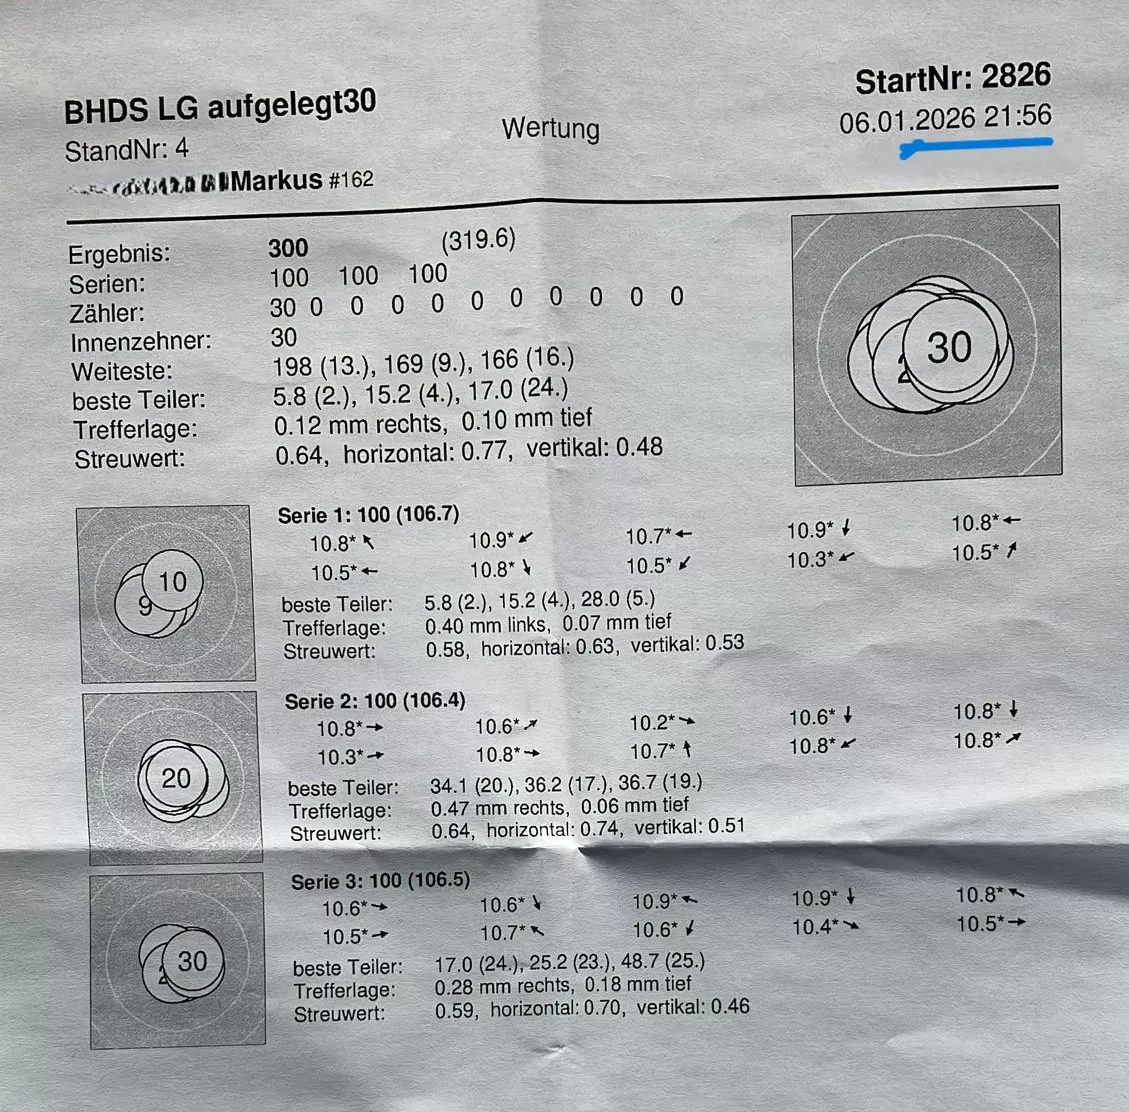 StartNr: 2826
BHDS LG aufgelegt30
Wertung
06.01.2026 21:56
StandNr: 4
Markus #162
Ergebnis: 300 (319.6)
Serien: 100 100 100
Zähler: 30 0 0 0 0 0 0 0 0 0 0
Innenzehner: 30
Weiteste: 198 (13.), 169 (9.), 166 (16.)
beste Teiler: 5.8 (2.), 15.2 (4.), 17.0 (24.)
Trefferlage: 0.12 mm rechts, 0.10 mm tief
Streuwert: 0.64, horizontal: 0.77, vertikal: 0.48
30
Serie 1: 100 (106.7)
10.8*↖ 10.9*↙ 10.7*← 10.9*↓ 10.8*←
10.5*← 10.8*↘ 10.5*↙ 10.3*↙ 10.5*↗
beste Teiler: 5.8 (2.), 15.2 (4.), 28.0 (5.)
Trefferlage: 0.40 mm links, 0.07 mm tief
Streuwert: 0.58, horizontal: 0.63, vertikal: 0.53
10
9
Serie 2: 100 (106.4)
10.8*→ 10.6*↗ 10.2*↘ 10.6*↓ 10.8*↓
10.3*→ 10.8*→ 10.7*↑ 10.8*↙ 10.8*↗
beste Teiler: 34.1 (20.), 36.2 (17.), 36.7 (19.)
Trefferlage: 0.47 mm rechts, 0.06 mm tief
Streuwert: 0.64, horizontal: 0.74, vertikal: 0.51
20
Serie 3: 100 (106.5)
10.6*→ 10.6*↘ 10.9*↖ 10.9*↓ 10.8*↖
10.5*→ 10.7*↖ 10.6*↙ 10.4*↘ 10.5*→
beste Teiler: 17.0 (24.), 25.2 (23.), 48.7 (25.)
Trefferlage: 0.28 mm rechts, 0.18 mm tief
Streuwert: 0.59, horizontal: 0.70, vertikal: 0.46
30